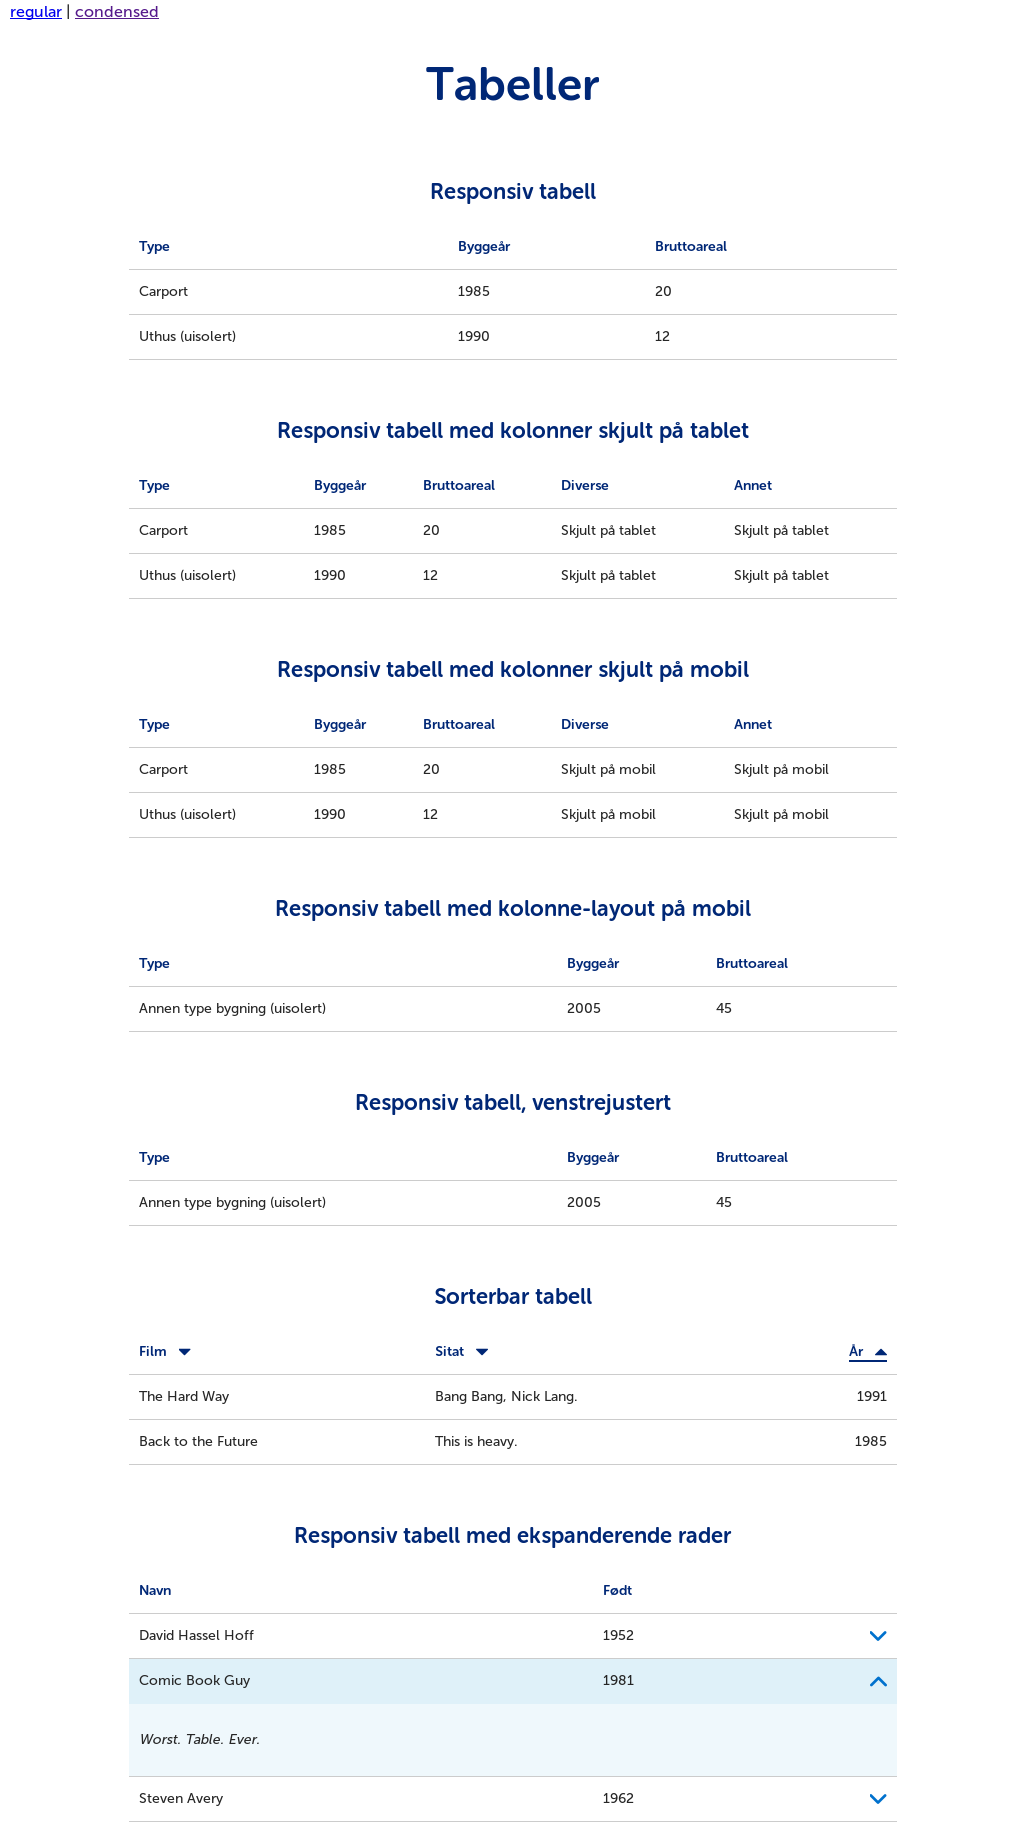 regular | condensed
Tabeller
Responsiv tabell
Type Byggeår Bruttoareal
Carport 1985 20
Uthus (uisolert) 1990 12
Responsiv tabell med kolonner skjult på tablet
Type Byggeår Bruttoareal Diverse Annet
Carport 1985 20 Skjult på tablet Skjult på tablet
Uthus (uisolert) 1990 12 Skjult på tablet Skjult på tablet
Responsiv tabell med kolonner skjult på mobil
Type Byggeår Bruttoareal Diverse Annet
Carport 1985 20 Skjult på mobil Skjult på mobil
Uthus (uisolert) 1990 12 Skjult på mobil Skjult på mobil
Responsiv tabell med kolonne-layout på mobil
Type Byggeår Bruttoareal
Annen type bygning (uisolert) 2005 45
Responsiv tabell, venstrejustert
Type Byggeår Bruttoareal
Annen type bygning (uisolert) 2005 45
Sorterbar tabell
Film Sitat År
The Hard Way Bang Bang, Nick Lang. 1991
Back to the Future This is heavy. 1985
Responsiv tabell med ekspanderende rader
Navn Født
David Hassel Hoff 1952
Comic Book Guy 1981
Worst. Table. Ever.
Steven Avery 1962